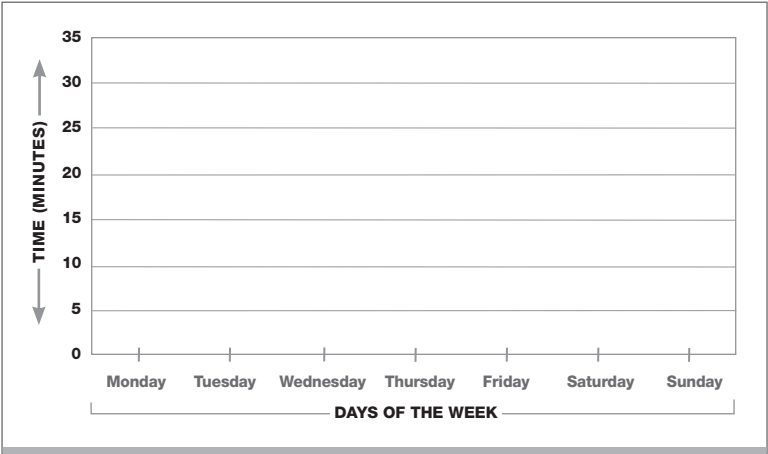 35
30
25
20
15
10
5
0
TIME (MINUTES)
Monday Tuesday Wednesday Thursday Friday Saturday Sunday
DAYS OF THE WEEK